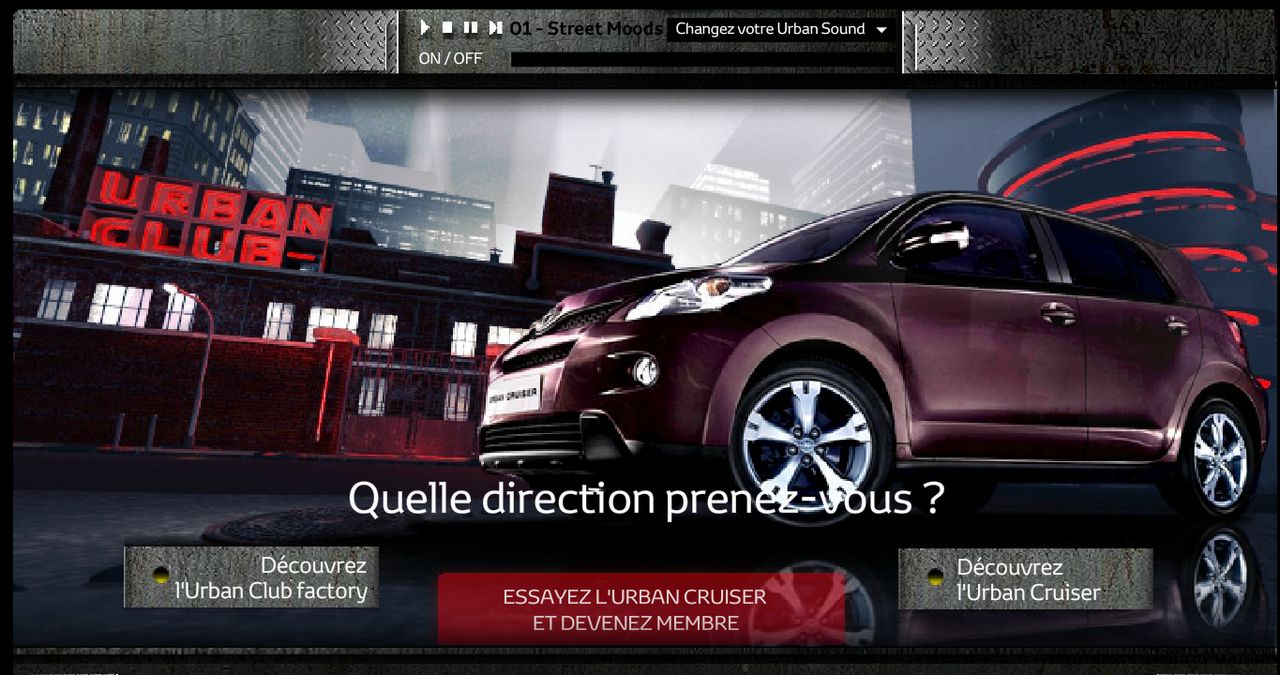 01 - Street Moods
Changez votre Urban Sound
ON / OFF
URBAN
CLUB
URBAN CRUISER
Quelle direction prenez-vous ?
Découvrez
l'Urban Club factory
ESSAYEZ L'URBAN CRUISER
ET DEVENEZ MEMBRE
Découvrez
l'Urban Cruiser